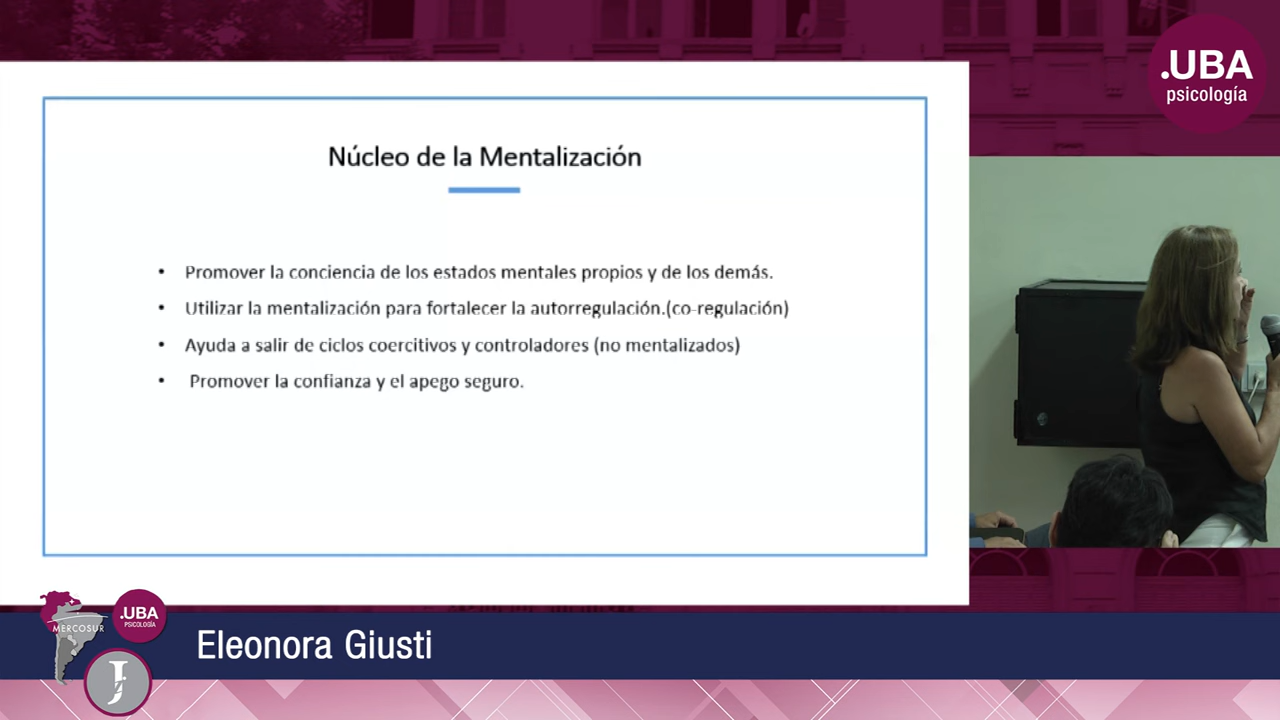 .UBA
psicología
Núcleo de la Mentalización
• Promover la conciencia de los estados mentales propios y de los demás.
• Utilizar la mentalización para fortalecer la autorregulación.(co-regulación)
• Ayuda a salir de ciclos coercitivos y controladores (no mentalizados)
• Promover la confianza y el apego seguro.
MERCOSUR
.UBA
PSICOLOGÍA
J
Eleonora Giusti